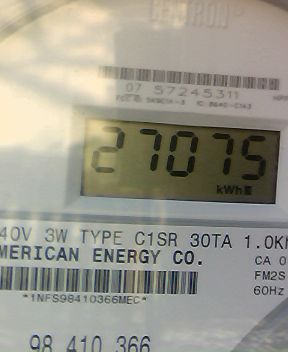 CENTRON®
07 57245311
27075
kWh
40V 3W TYPE C1SR 30TA 1.0K
MERICAN ENERGY CO.
CA 0
FM2S
60Hz
*1NFS98410366MEC*
98 410 366